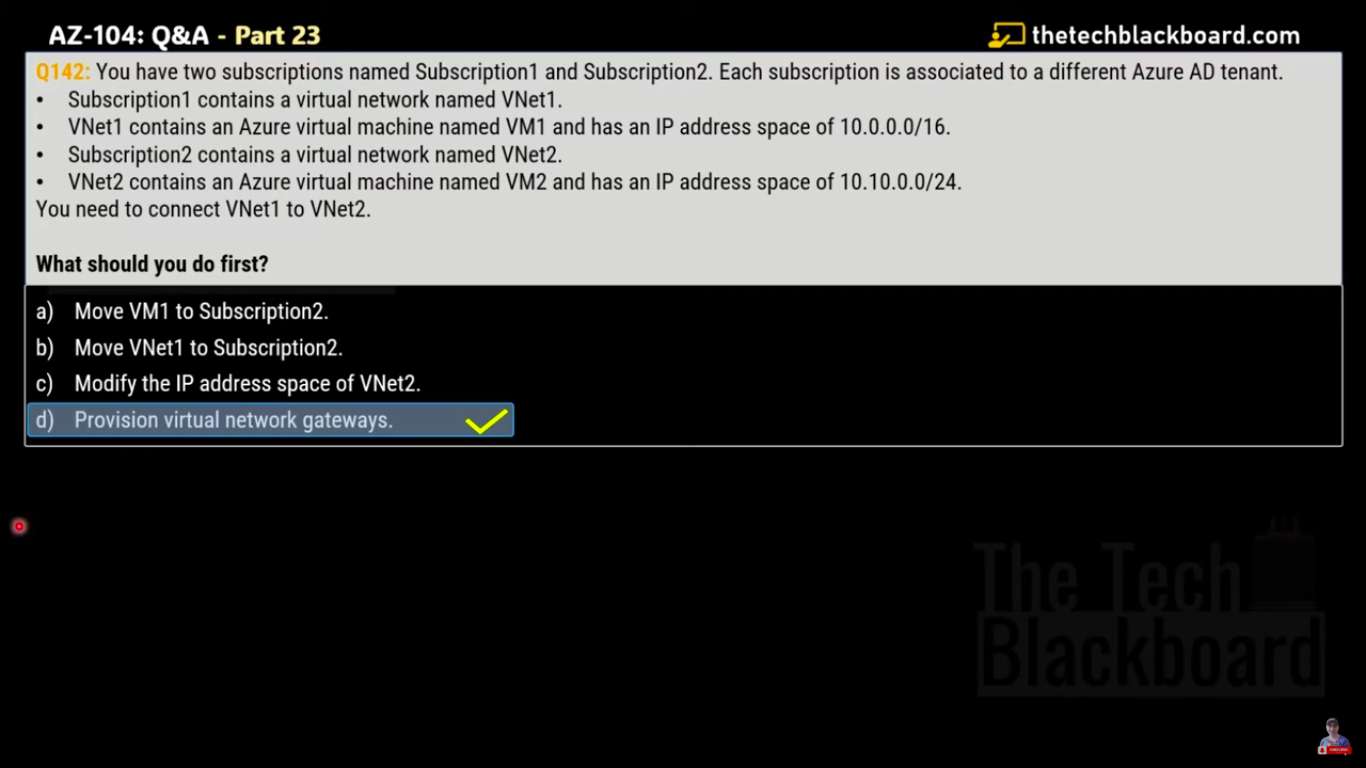 AZ-104: Q&A - Part 23
thetechblackboard.com
Q142: You have two subscriptions named Subscription1 and Subscription2. Each subscription is associated to a different Azure AD tenant.
• Subscription1 contains a virtual network named VNet1.
• VNet1 contains an Azure virtual machine named VM1 and has an IP address space of 10.0.0.0/16.
• Subscription2 contains a virtual network named VNet2.
• VNet2 contains an Azure virtual machine named VM2 and has an IP address space of 10.10.0.0/24.
You need to connect VNet1 to VNet2.
What should you do first?
a) Move VM1 to Subscription2.
b) Move VNet1 to Subscription2.
c) Modify the IP address space of VNet2.
d) Provision virtual network gateways.
The Tech
Blackboard